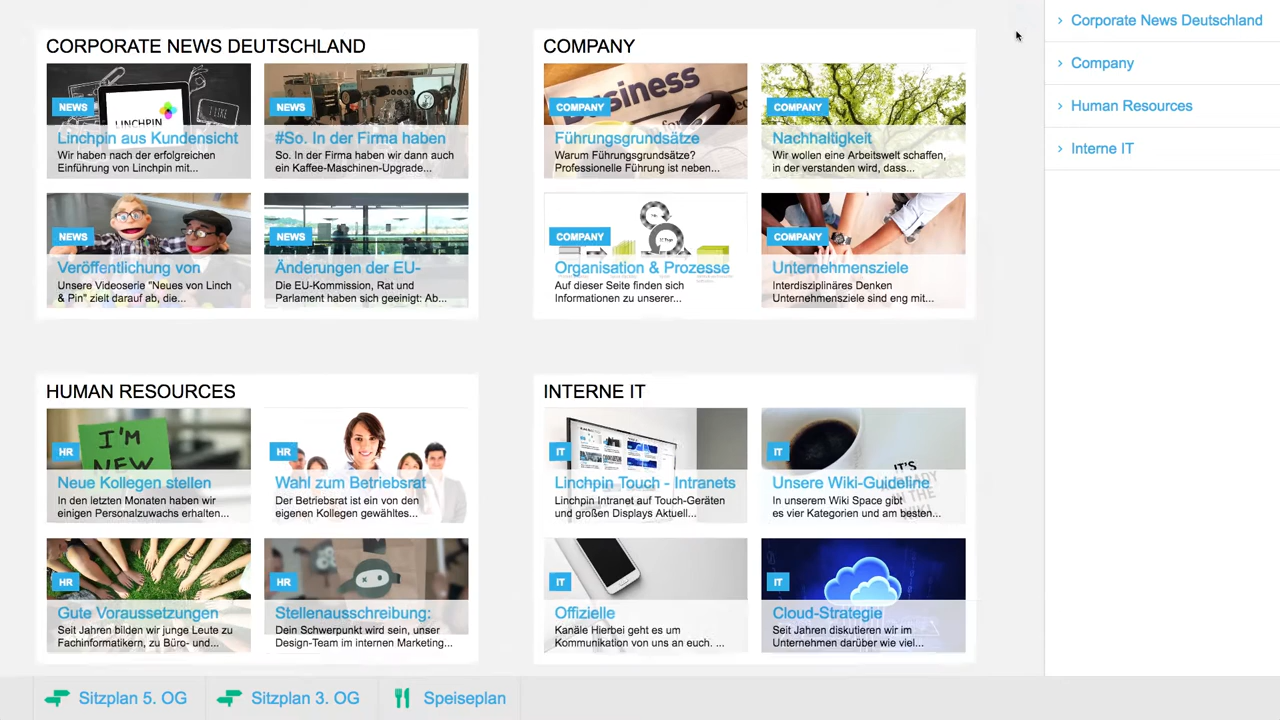 CORPORATE NEWS DEUTSCHLAND
LINCHPIN
I LIKE
NEWS
Linchpin aus Kundensicht
Wir haben nach der erfolgreichen
Einführung von Linchpin mit...
NEWS
#So. In der Firma haben
So. In der Firma haben wir dann auch
ein Kaffee-Maschinen-Upgrade...
NEWS
Veröffentlichung von
Unsere Videoserie "Neues von Linch
& Pin" zielt darauf ab, die...
NEWS
Änderungen der EU-
Die EU-Kommission, Rat und
Parlament haben sich geeinigt: Ab...
COMPANY
Business
COMPANY
Führungsgrundsätze
Warum Führungsgrundsätze?
Professionelle Führung ist neben...
COMPANY
Nachhaltigkeit
Wir wollen eine Arbeitswelt schaffen,
in der verstanden wird, dass...
COMPANY
Organisation & Prozesse
Auf dieser Seite finden sich
Informationen zu unserer...
COMPANY
Unternehmensziele
Interdisziplinäres Denken
Unternehmensziele sind eng mit...
HUMAN RESOURCES
I'M
NEW
HR
Neue Kollegen stellen
In den letzten Monaten haben wir
einigen Personalzuwachs erhalten...
HR
Wahl zum Betriebsrat
Der Betriebsrat ist ein von den
eigenen Kollegen gewähltes...
HR
Gute Voraussetzungen
Seit Jahren bilden wir junge Leute zu
Fachinformatikern, zu Büro- und...
HR
Stellenausschreibung:
Dein Schwerpunkt wird sein, unser
Design-Team im internen Marketing...
INTERNE IT
IT
Linchpin Touch - Intranets
Linchpin Intranet auf Touch-Geräten
und großen Displays Aktuell...
IT
IT'S
IN THE
WIKI
Unsere Wiki-Guideline
In unserem Wiki Space gibt
es vier Kategorien und am besten...
IT
Offizielle
Kanäle Hierbei geht es um
Kommunikation von uns an euch. ...
IT
Cloud-Strategie
Seit Jahren diskutieren wir im
Unternehmen darüber wie viel...
Corporate News Deutschland
Company
Human Resources
Interne IT
Sitzplan 5. OG
Sitzplan 3. OG
Speiseplan